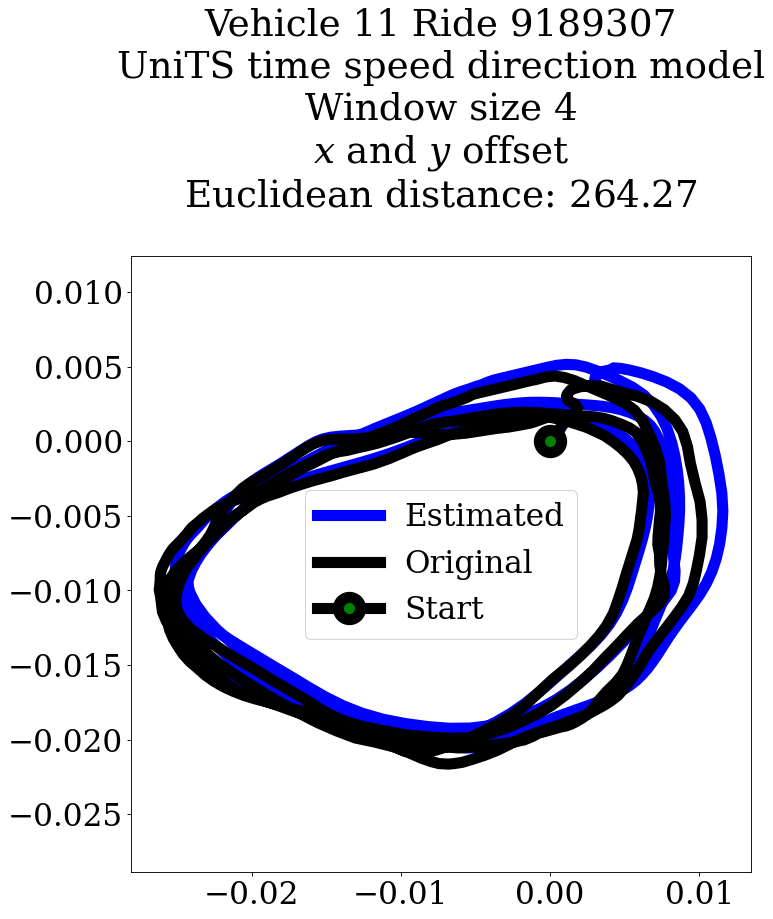 Vehicle 11 Ride 9189307
UniTS time speed direction model
Window size 4
x and y offset
Euclidean distance: 264.27
0.010
0.005
0.000
−0.005
−0.010
−0.015
−0.020
−0.025
Estimated
Original
Start
−0.02
−0.01
0.00
0.01